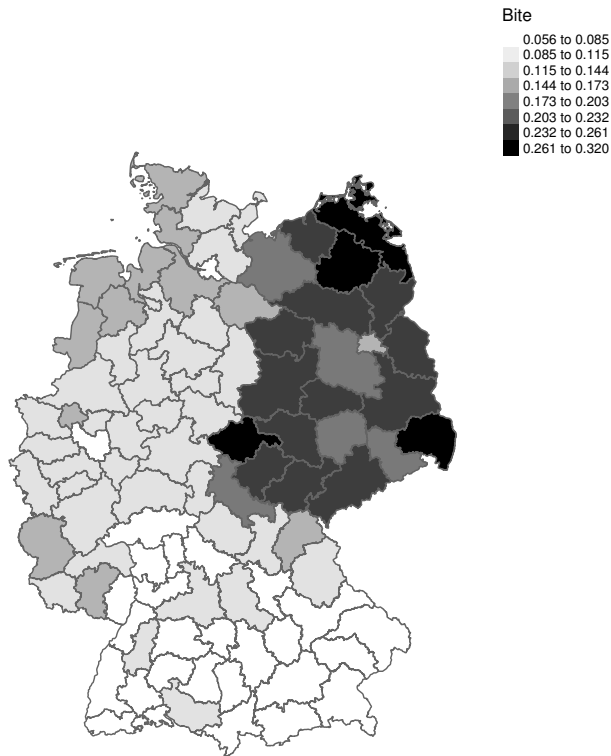 Bite
0.056 to 0.085
0.085 to 0.115
0.115 to 0.144
0.144 to 0.173
0.173 to 0.203
0.203 to 0.232
0.232 to 0.261
0.261 to 0.320